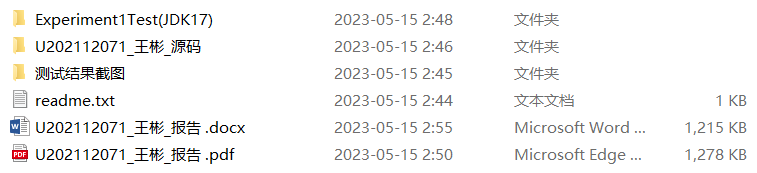 Experiment1Test(JDK17) 2023-05-15 2:48 文件夹
U202112071_王彬_源码 2023-05-15 2:46 文件夹
测试结果截图 2023-05-15 2:45 文件夹
readme.txt 2023-05-15 2:44 文本文档 1 KB
U202112071_王彬_报告 .docx 2023-05-15 2:55 Microsoft Word ... 1,215 KB
U202112071_王彬_报告 .pdf 2023-05-15 2:50 Microsoft Edge ... 1,278 KB